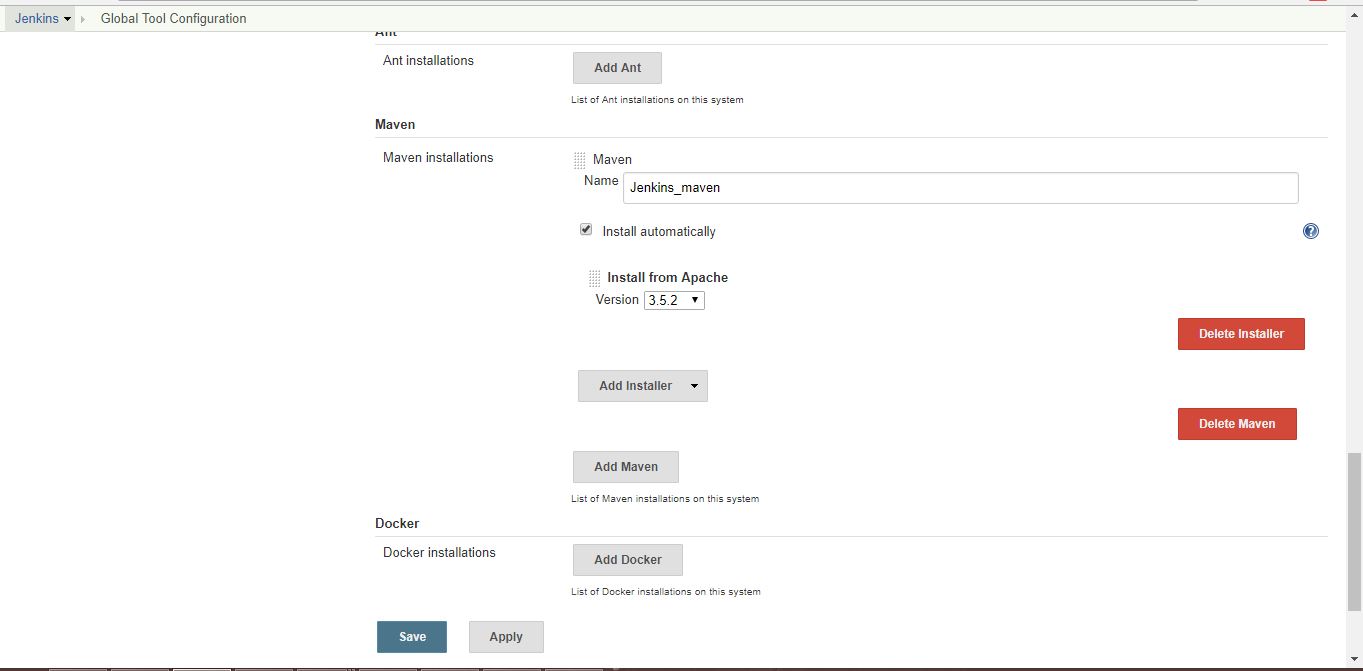 Jenkins Global Tool Configuration
Ant
Ant installations
Add Ant
List of Ant installations on this system
Maven
Maven installations
Maven
Name Jenkins_maven
Install automatically
?
Install from Apache
Version 3.5.2
Delete Installer
Add Installer
Delete Maven
Add Maven
List of Maven installations on this system
Docker
Docker installations
Add Docker
List of Docker installations on this system
Save Apply